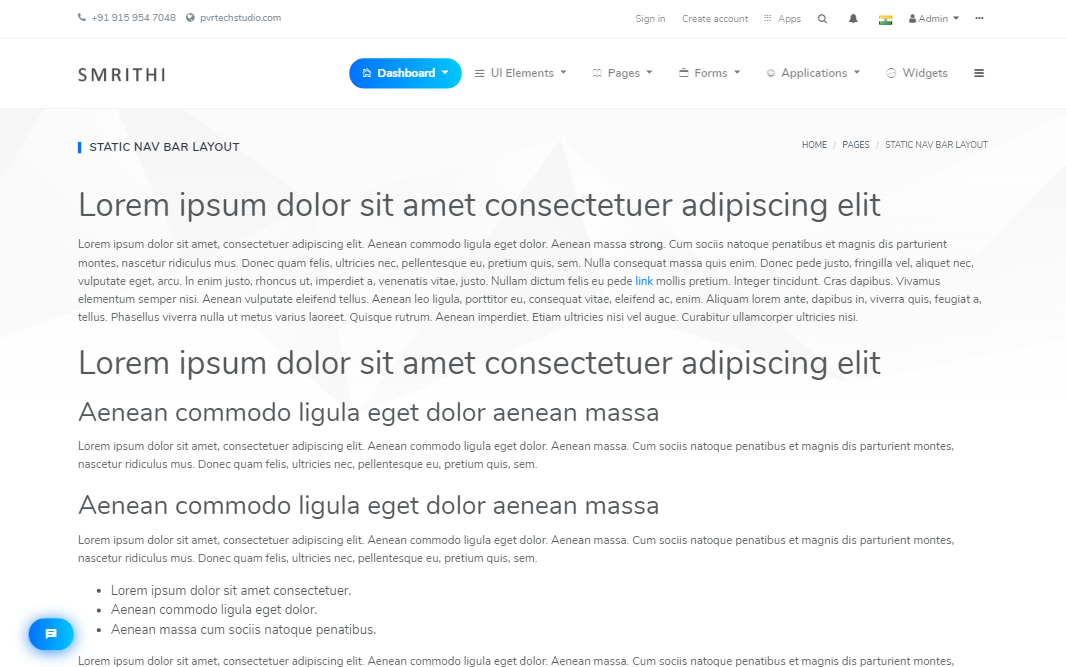 +91 915 954 7048 pvrtechstudio.com Sign in Create account Apps Admin
SMRITHI Dashboard UI Elements Pages Forms Applications Widgets
STATIC NAV BAR LAYOUT HOME / PAGES / STATIC NAV BAR LAYOUT
Lorem ipsum dolor sit amet consectetuer adipiscing elit
Lorem ipsum dolor sit amet, consectetuer adipiscing elit. Aenean commodo ligula eget dolor. Aenean massa strong. Cum sociis natoque penatibus et magnis dis parturient
montes, nascetur ridiculus mus. Donec quam felis, ultricies nec, pellentesque eu, pretium quis, sem. Nulla consequat massa quis enim. Donec pede justo, fringilla vel, aliquet nec,
vulputate eget, arcu. In enim justo, rhoncus ut, imperdiet a, venenatis vitae, justo. Nullam dictum felis eu pede link mollis pretium. Integer tincidunt. Cras dapibus. Vivamus
elementum semper nisi. Aenean vulputate eleifend tellus. Aenean leo ligula, porttitor eu, consequat vitae, eleifend ac, enim. Aliquam lorem ante, dapibus in, viverra quis, feugiat a,
tellus. Phasellus viverra nulla ut metus varius laoreet. Quisque rutrum. Aenean imperdiet. Etiam ultricies nisi vel augue. Curabitur ullamcorper ultricies nisi.
Lorem ipsum dolor sit amet consectetuer adipiscing elit
Aenean commodo ligula eget dolor aenean massa
Lorem ipsum dolor sit amet, consectetuer adipiscing elit. Aenean commodo ligula eget dolor. Aenean massa. Cum sociis natoque penatibus et magnis dis parturient montes,
nascetur ridiculus mus. Donec quam felis, ultricies nec, pellentesque eu, pretium quis, sem.
Aenean commodo ligula eget dolor aenean massa
Lorem ipsum dolor sit amet, consectetuer adipiscing elit. Aenean commodo ligula eget dolor. Aenean massa. Cum sociis natoque penatibus et magnis dis parturient montes,
nascetur ridiculus mus. Donec quam felis, ultricies nec, pellentesque eu, pretium quis, sem.
• Lorem ipsum dolor sit amet consectetuer.
• Aenean commodo ligula eget dolor.
• Aenean massa cum sociis natoque penatibus.
Lorem ipsum dolor sit amet, consectetuer adipiscing elit. Aenean commodo ligula eget dolor. Aenean massa. Cum sociis natoque penatibus et magnis dis parturient montes,